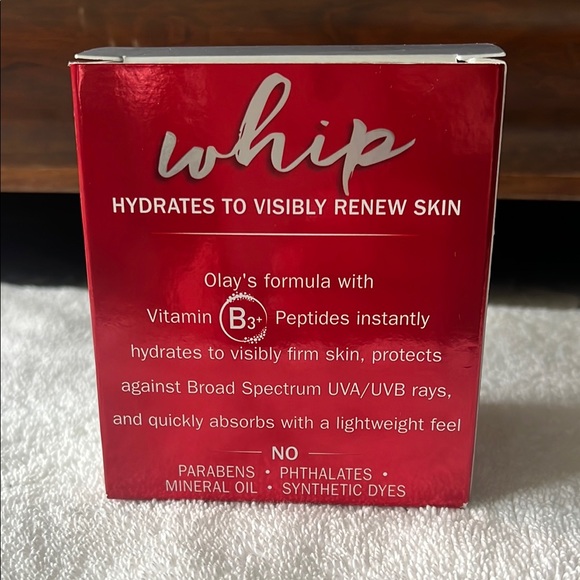 whip
HYDRATES TO VISIBLY RENEW SKIN
Olay's formula with
Vitamin B3+ Peptides instantly
hydrates to visibly firm skin, protects
against Broad Spectrum UVA/UVB rays,
and quickly absorbs with a lightweight feel
NO
PARABENS • PHTHALATES •
MINERAL OIL • SYNTHETIC DYES